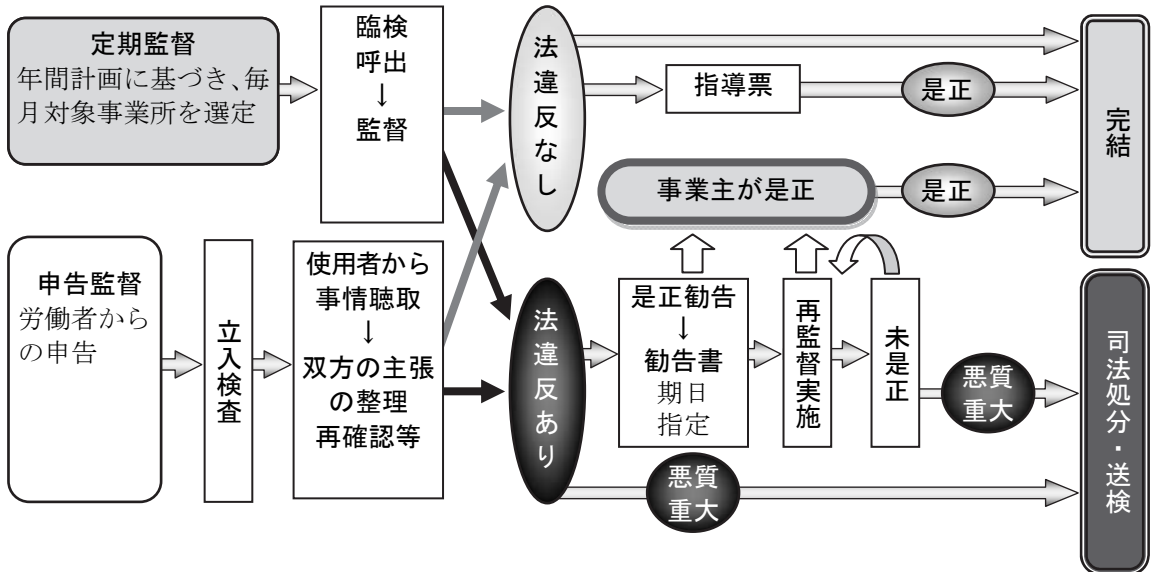 定期監督
年間計画に基づき、毎
月対象事業所を選定
臨検
呼出
↓
監督
法違反なし
指導票
是正
完結
事業主が是正
是正
申告監督
労働者から
の申告
立入検査
使用者から
事情聴取
↓
双方の主張
の整理
再確認等
法違反あり
是正勧告
↓
勧告書
期日
指定
再監督実施
未是正
悪質
重大
悪質
重大
司法処分・送検